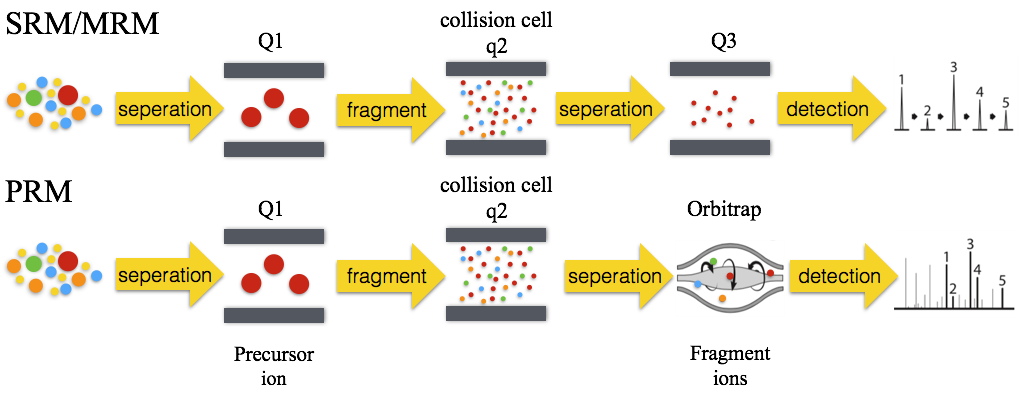 SRM/MRM
Q1
collision cell
q2
Q3
seperation
fragment
seperation
detection
1
2
3
4
5
PRM
Q1
collision cell
q2
Orbitrap
seperation
fragment
seperation
detection
1
2
3
4
5
Precursor
ion
Fragment
ions